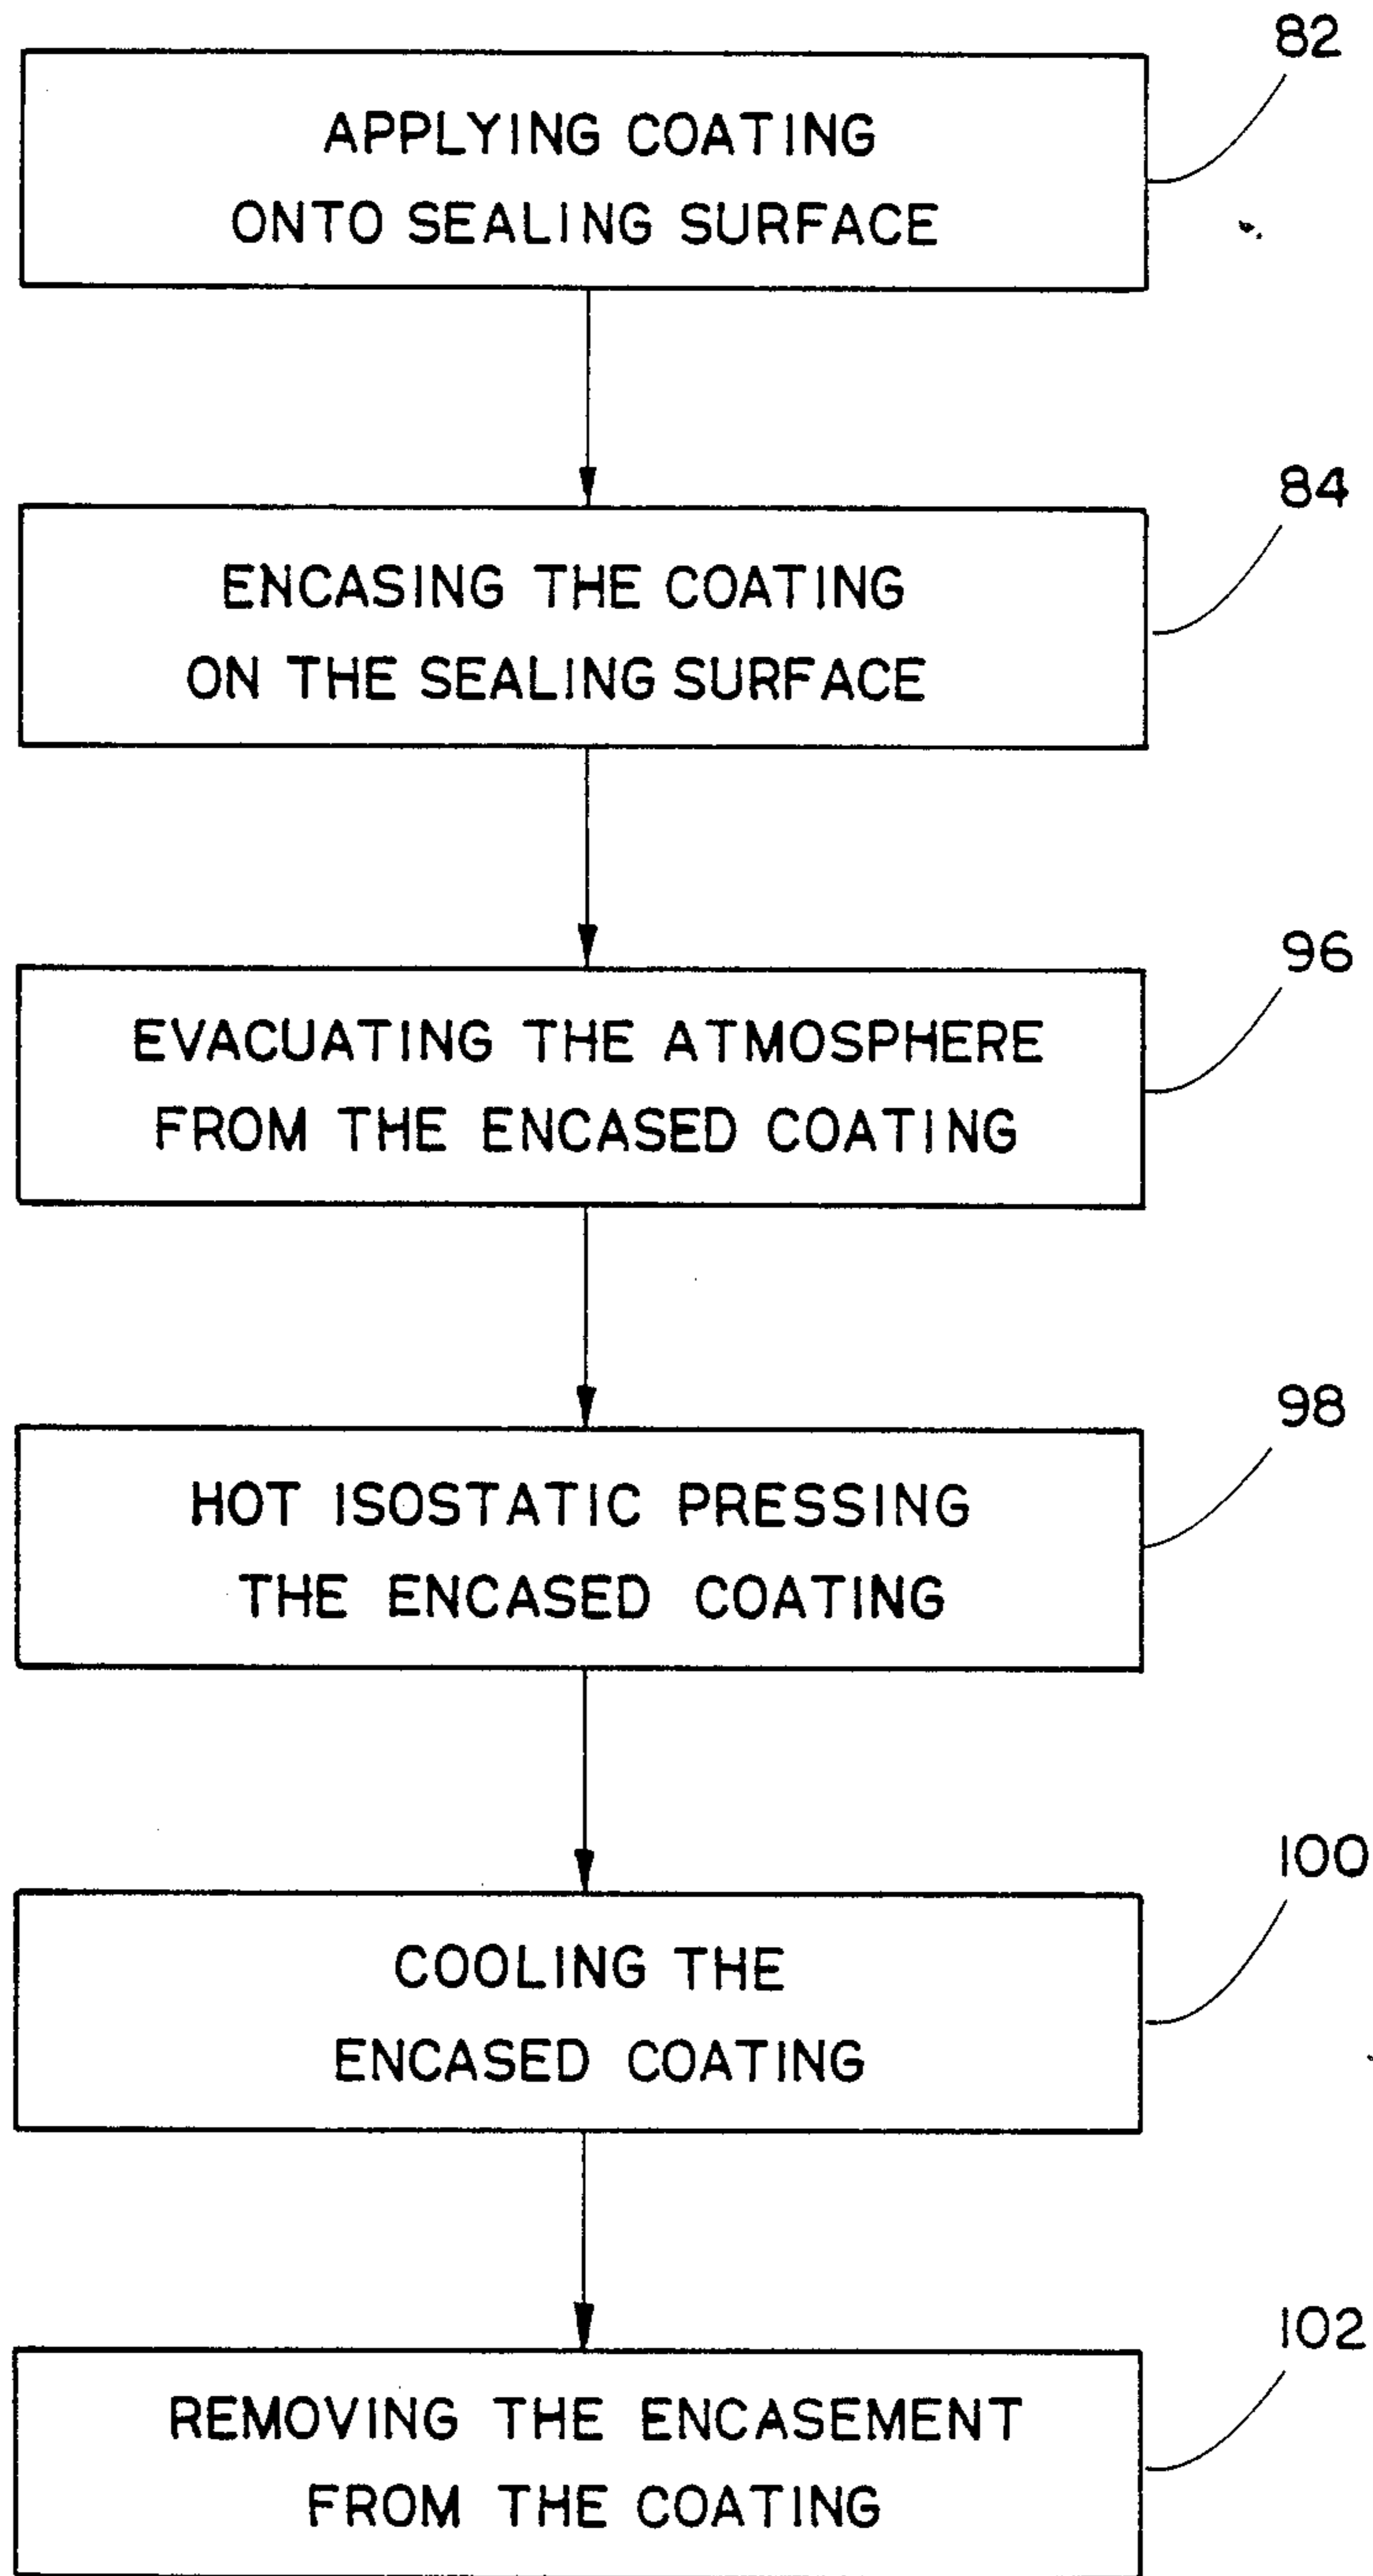 82
APPLYING COATING
ONTO SEALING SURFACE
84
ENCASING THE COATING
ON THE SEALING SURFACE
96
EVACUATING THE ATMOSPHERE
FROM THE ENCASED COATING
98
HOT ISOSTATIC PRESSING
THE ENCASED COATING
100
COOLING THE
ENCASED COATING
102
REMOVING THE ENCASEMENT
FROM THE COATING